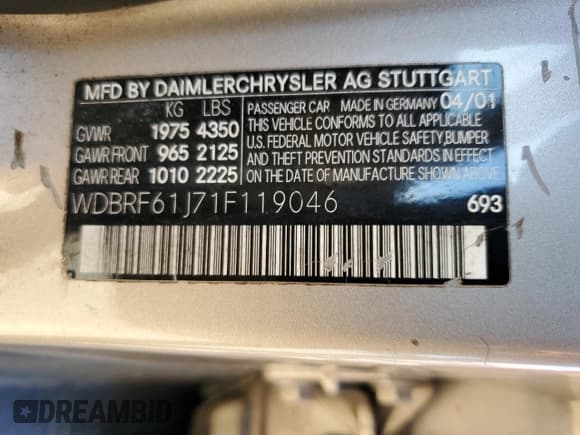 MFD BY DAIMLERCHRYSLER AG STUTTGART
KG LBS
GVWR 1975 4350
GAWR FRONT 965 2125
GAWR REAR 1010 2225
PASSENGER CAR MADE IN GERMANY 04/01
THIS VEHICLE CONFORMS TO ALL APPLICABLE
U.S. FEDERAL MOTOR VEHICLE SAFETY, BUMPER
AND THEFT PREVENTION STANDARDS IN EFFECT
ON THE DATE OF MANUFACTURE SHOWN ABOVE
WDBRF61J71F119046 693
DREAMBID